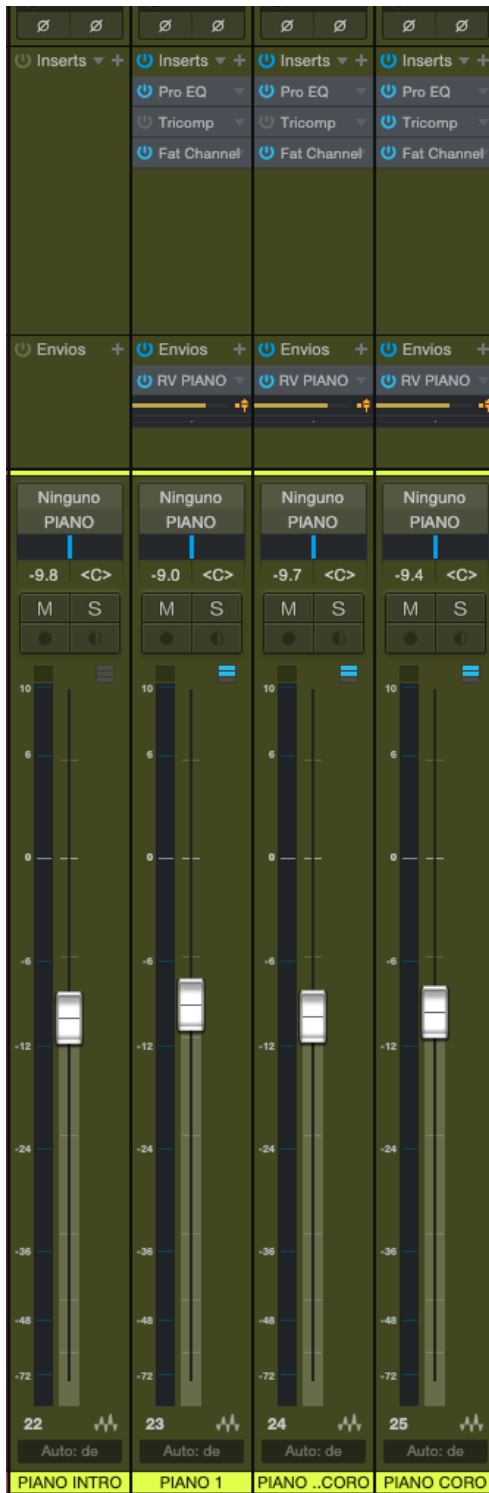 Ø Ø Ø Ø Ø Ø Ø Ø
Inserts + Inserts + Inserts + Inserts +
Pro EQ Pro EQ Pro EQ
Tricomp Tricomp Tricomp
Fat Channel Fat Channel Fat Channel
Envios + Envios + Envios + Envios +
RV PIANO RV PIANO RV PIANO
Ninguno Ninguno Ninguno Ninguno
PIANO PIANO PIANO PIANO
-9.8 <C> -9.0 <C> -9.7 <C> -9.4 <C>
M S M S M S M S
10 10 10 10
6 6 6 6
0 0 0 0
-6 -6 -6 -6
-12 -12 -12 -12
-24 -24 -24 -24
-36 -36 -36 -36
-48 -48 -48 -48
-72 -72 -72 -72
22 23 24 25
Auto: de Auto: de Auto: de Auto: de
PIANO INTRO PIANO 1 PIANO ..CORO PIANO CORO